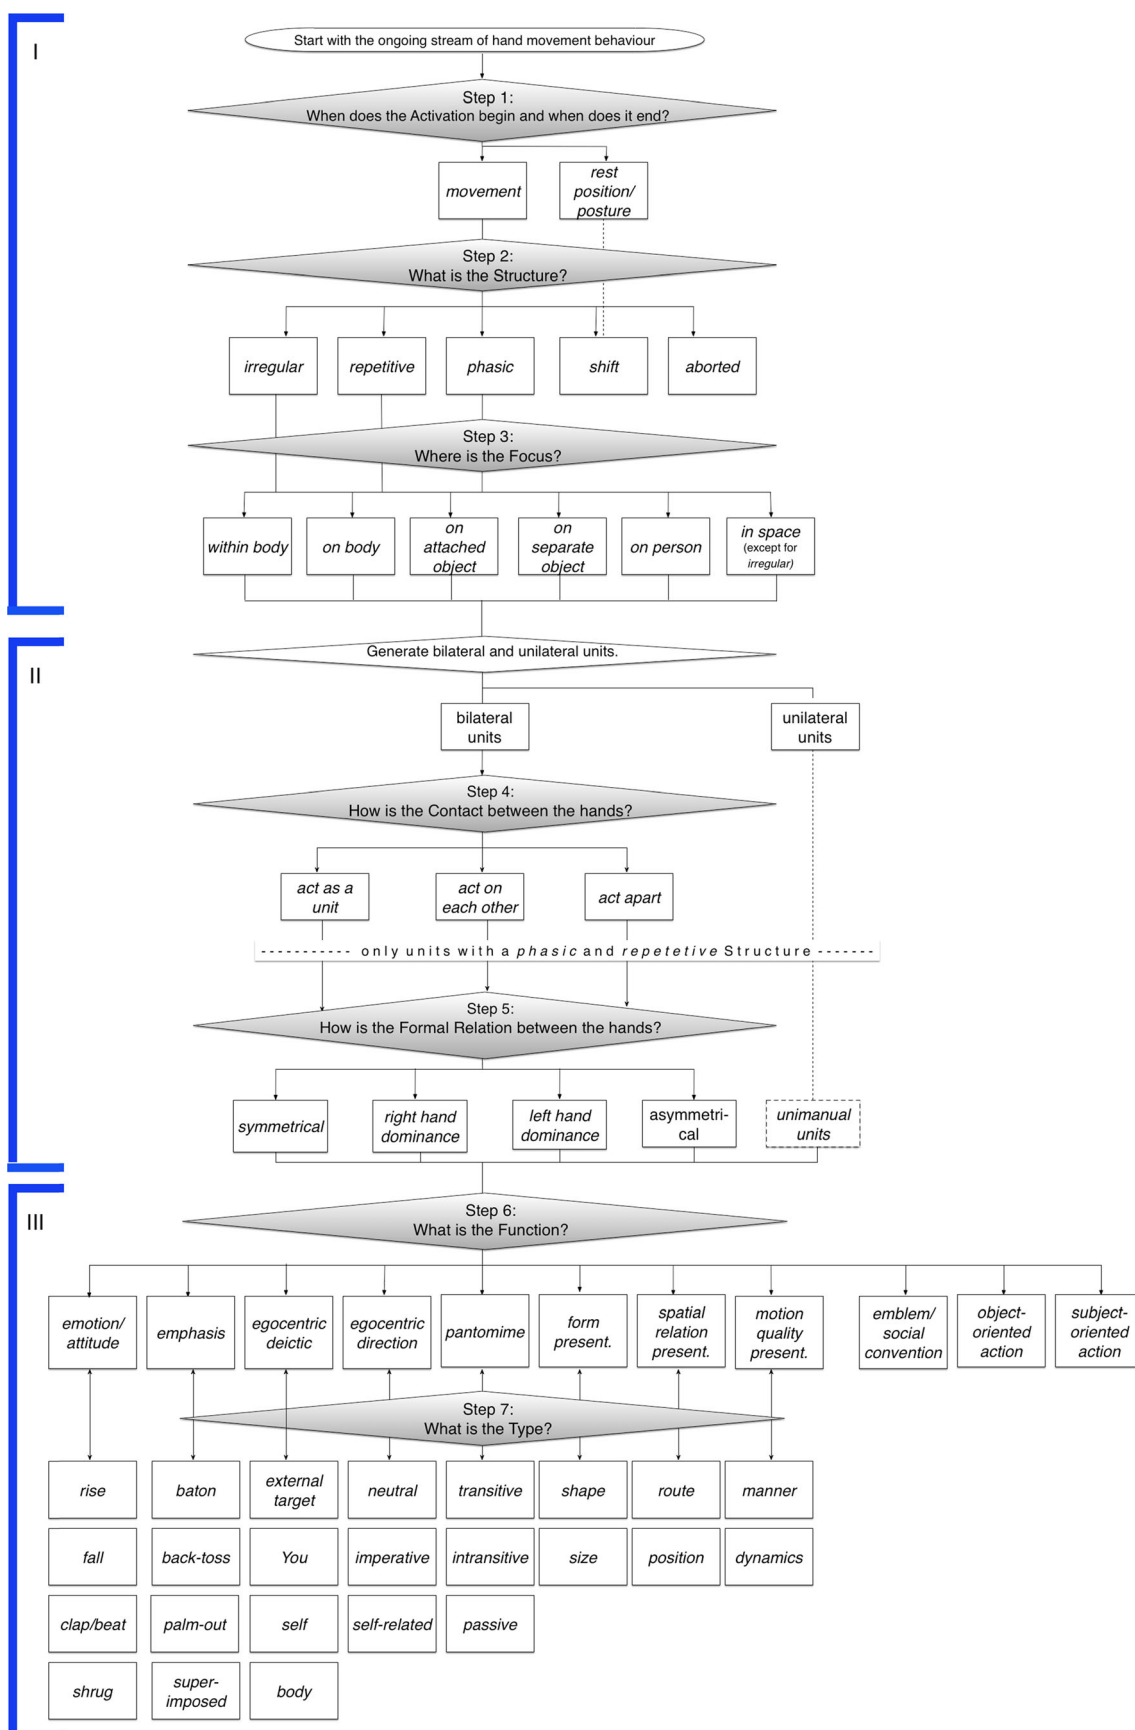 I
Start with the ongoing stream of hand movement behaviour
Step 1:
When does the Activation begin and when does it end?
movement
rest
position/
posture
Step 2:
What is the Structure?
irregular
repetitive
phasic
shift
aborted
Step 3:
Where is the Focus?
within body
on body
on
attached
object
on
separate
object
on person
in space
(except for
irregular)
II
Generate bilateral and unilateral units.
bilateral
units
unilateral
units
Step 4:
How is the Contact between the hands?
act as a
unit
act on
each other
act apart
----------- only units with a phasic and repetetive Structure -------
Step 5:
How is the Formal Relation between the hands?
symmetrical
right hand
dominance
left hand
dominance
asymmetri-
cal
unimanual
units
III
Step 6:
What is the Function?
emotion/
attitude
emphasis
egocentric
deictic
egocentric
direction
pantomime
form
present.
spatial
relation
present.
motion
quality
present.
emblem/
social
convention
object-
oriented
action
subject-
oriented
action
Step 7:
What is the Type?
rise
baton
external
target
neutral
transitive
shape
route
manner
fall
back-toss
You
imperative
intransitive
size
position
dynamics
clap/beat
palm-out
self
self-related
passive
shrug
super-
imposed
body